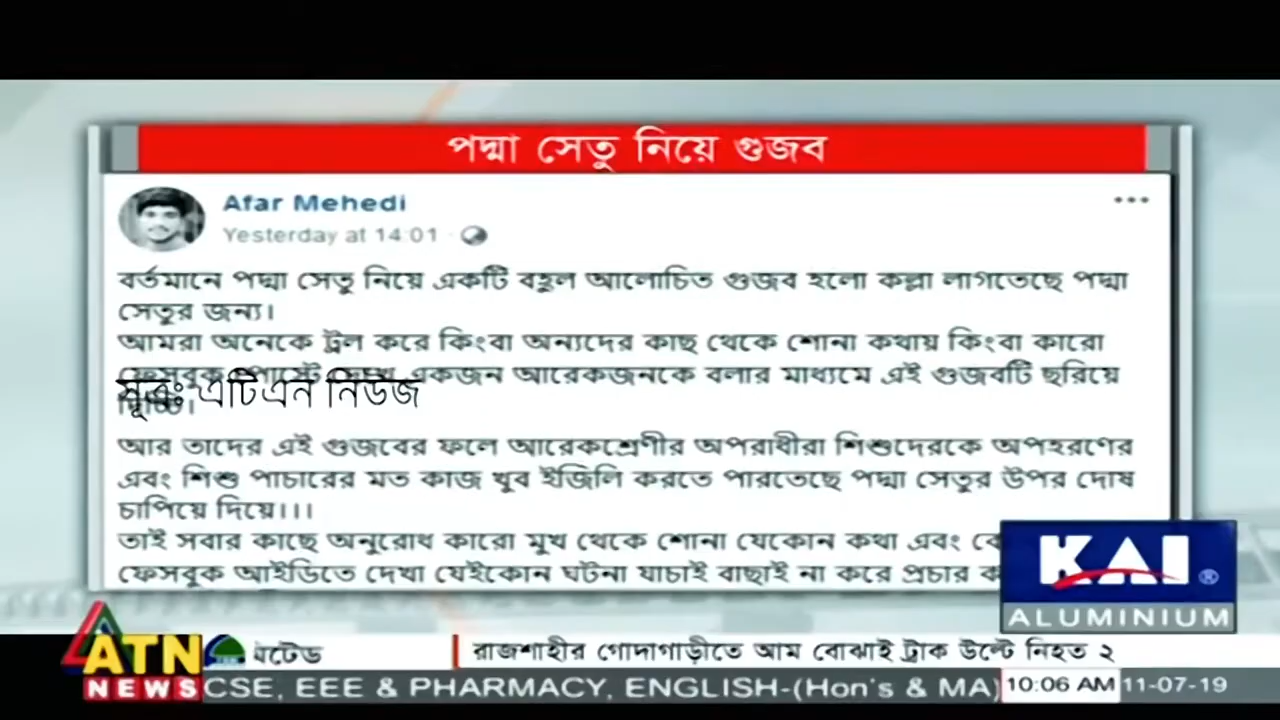 পদ্মা সেতু নিয়ে গুজব
Afar Mehedi
Yesterday at 14:01
বর্তমানে পদ্মা সেতু নিয়ে একটি বহুল আলোচিত গুজব হলো কল্লা লাগতেছে পদ্মা
সেতুর জন্য।
আমরা অনেকে ট্রল করে কিংবা অন্যদের কাছ থেকে শোনা কথায় কিংবা কারো
ফেসবুক পোস্টে একজন আরেকজনকে বলার মাধ্যমে এই গুজবটি ছরিয়ে
সূত্রঃ এটিএন নিউজ
আর তাদের এই গুজবের ফলে আরেকশ্রেণীর অপরাধীরা শিশুদেরকে অপহরণের
এবং শিশু পাচারের মত কাজ খুব ইজিলি করতে পারতেছে পদ্মা সেতুর উপর দোষ
চাপিয়ে দিয়ে।।।
তাই সবার কাছে অনুরোধ কারো মুখ থেকে শোনা যেকোন কথা এবং
ফেসবুক আইডিতে দেখা যেইকোন ঘটনা যাচাই বাছাই না করে প্রচার
KAI ®
ALUMINIUM
ATN
NEWS
রাজশাহীর গোদাগাড়ীতে আম বোঝাই ট্রাক উল্টে নিহত ২
CSE, EEE & PHARMACY, ENGLISH-(Hon's & MA)
10:06 AM 11-07-19